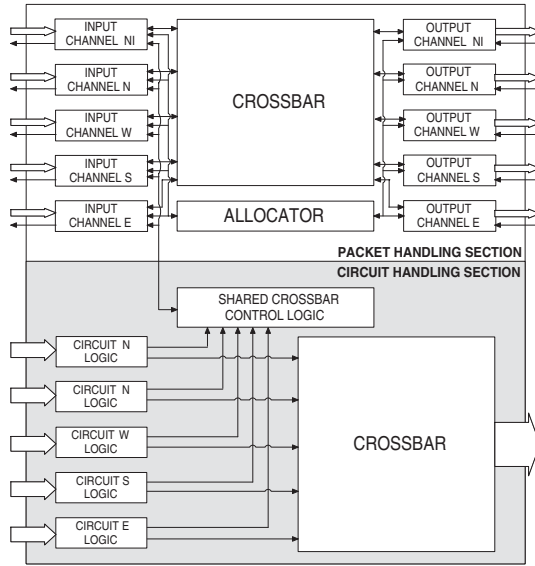 INPUT
CHANNEL NI
INPUT
CHANNEL N
INPUT
CHANNEL W
INPUT
CHANNEL S
INPUT
CHANNEL E
CROSSBAR
ALLOCATOR
OUTPUT
CHANNEL NI
OUTPUT
CHANNEL N
OUTPUT
CHANNEL W
OUTPUT
CHANNEL S
OUTPUT
CHANNEL E
PACKET HANDLING SECTION
CIRCUIT HANDLING SECTION
SHARED CROSSBAR
CONTROL LOGIC
CIRCUIT N
LOGIC
CIRCUIT N
LOGIC
CIRCUIT W
LOGIC
CIRCUIT S
LOGIC
CIRCUIT E
LOGIC
CROSSBAR